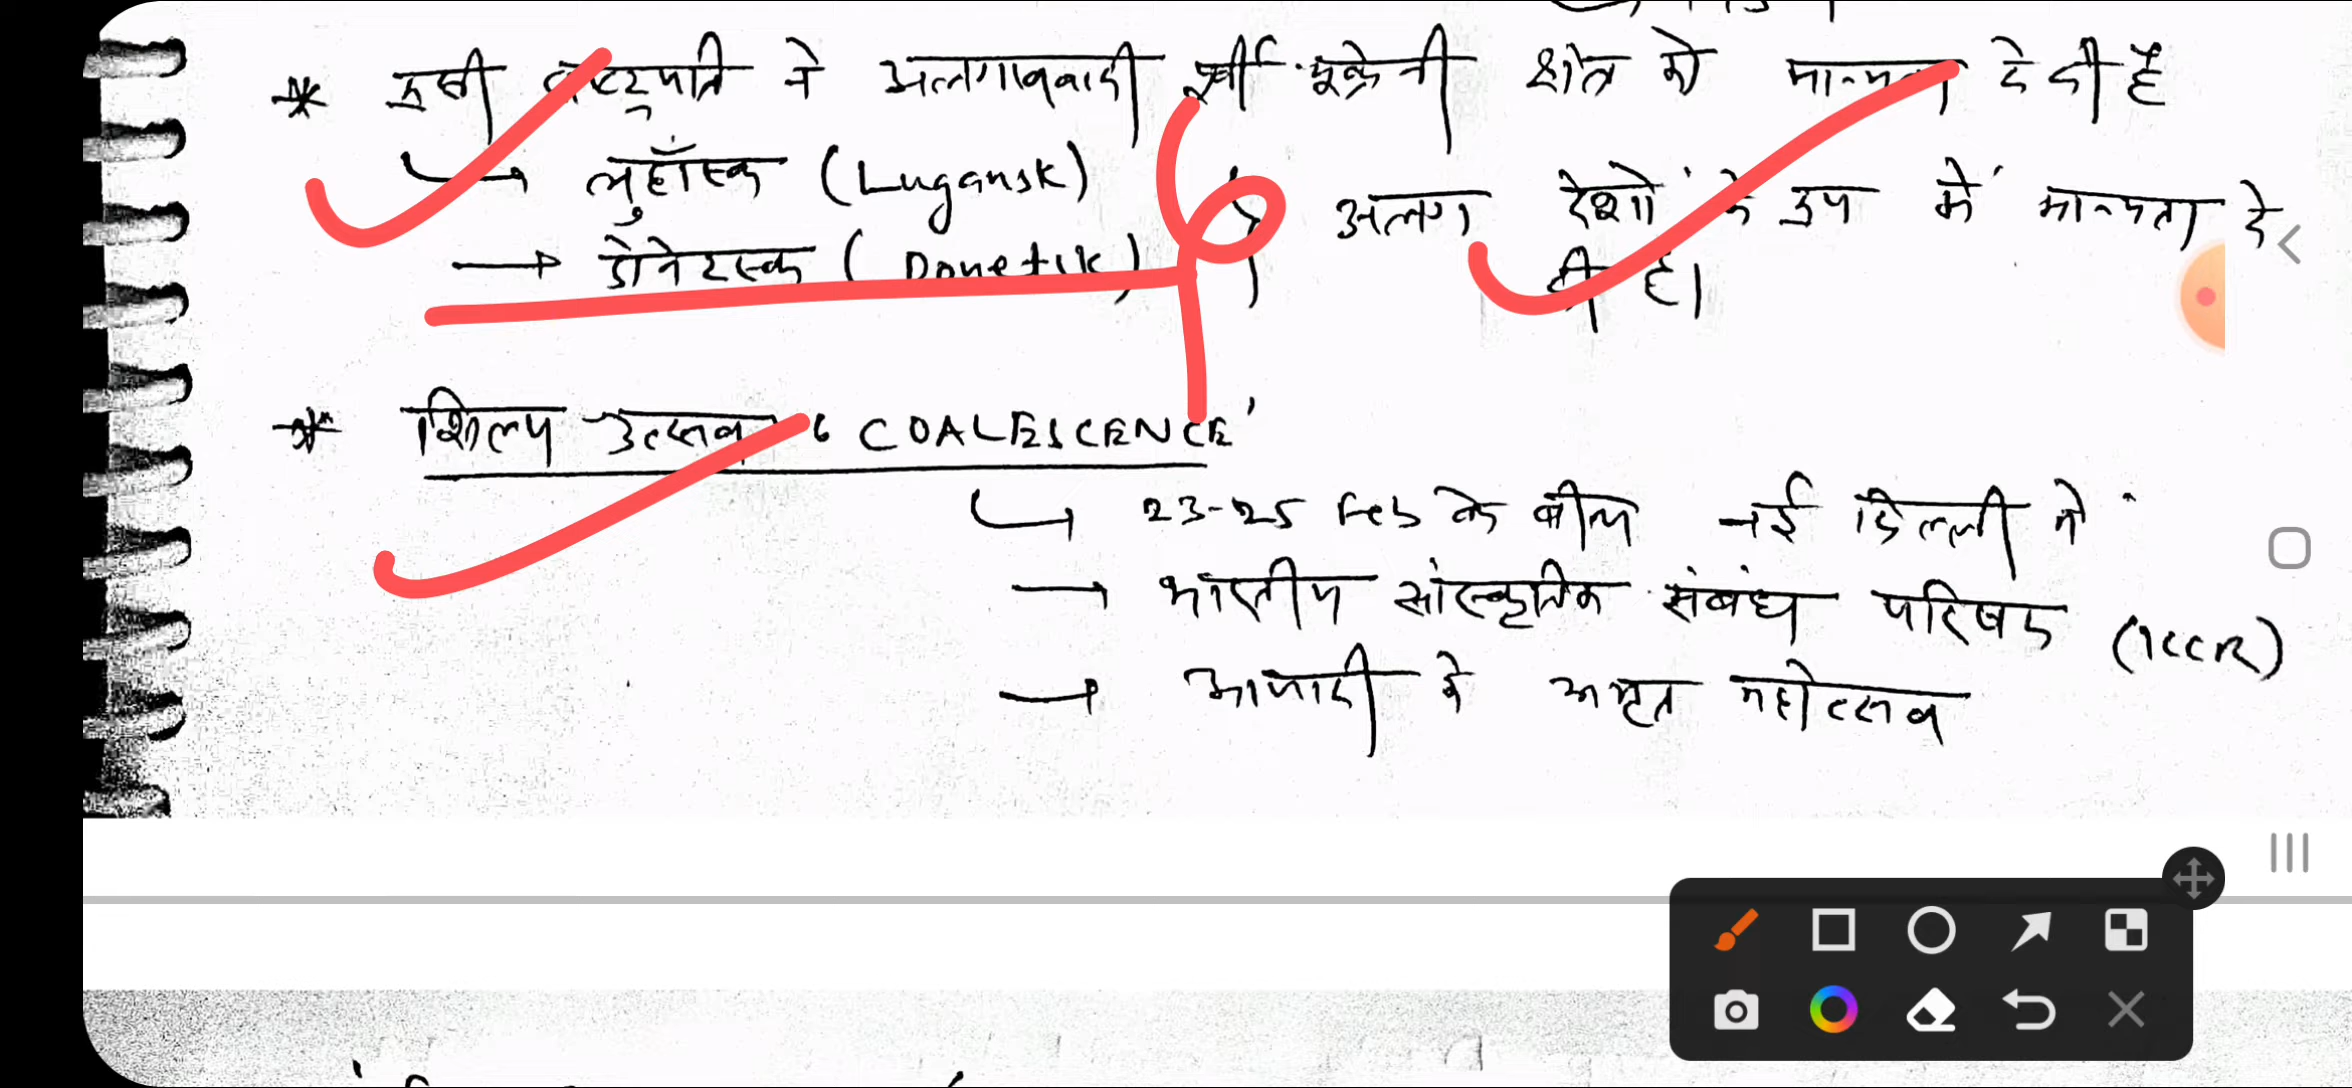 * रूसी राष्ट्रपति ने अलगाववादी पूर्वी यूक्रेनी क्षेत्र को मान्यता दे दी है
→ लुहाँस्क (Lugansk)
अलग देशों के रूप में मान्यता दे
→ डोनेटस्क (Donetsk)
दी है।
* शिल्प उत्सव 'COALESCENCE'
→ 23-25 Feb के बीच नई दिल्ली में
→ भारतीय सांस्कृतिक संबंध परिषद (ICCR)
→ आजादी के अमृत महोत्सव